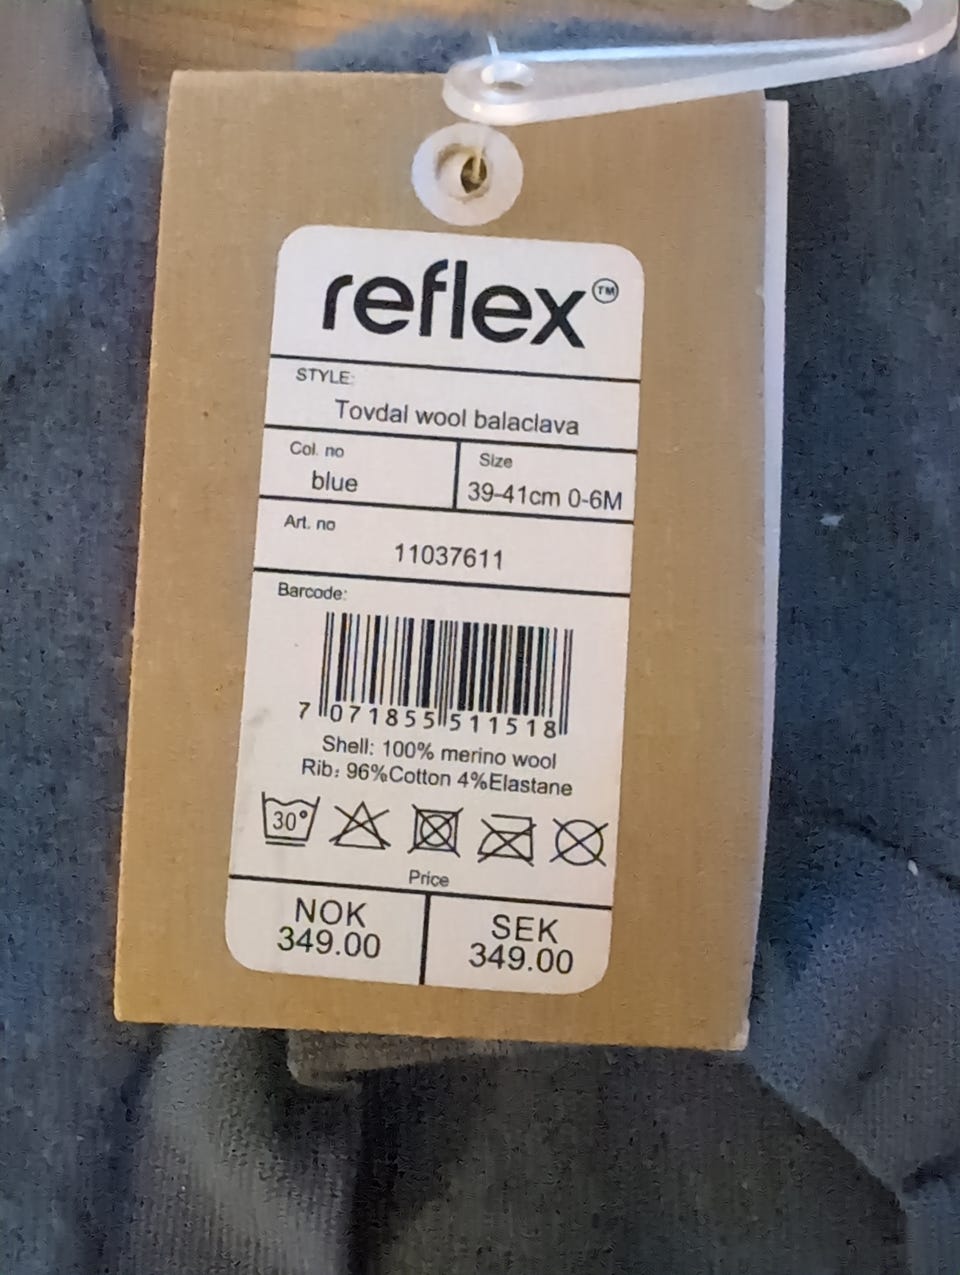 reflex™
STYLE:
Tovdal wool balaclava
Col. no
blue
Size
39-41cm 0-6M
Art. no
11037611
Barcode:
7 071855 511518
Shell: 100% merino wool
Rib: 96%Cotton 4%Elastane
30°
Price
NOK
349.00
SEK
349.00